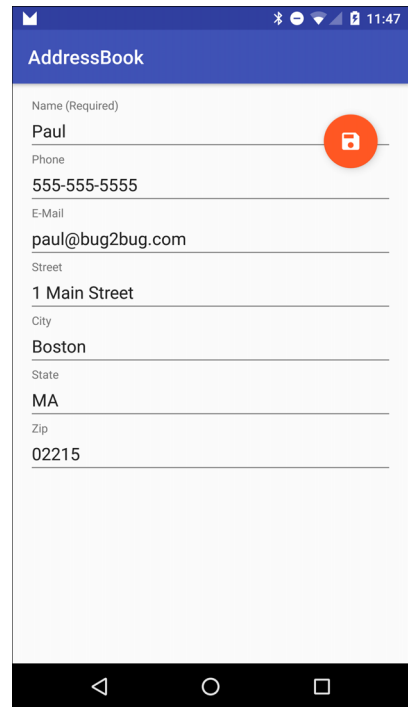 11:47
AddressBook
Name (Required)
Paul
Phone
555-555-5555
E-Mail
paul@bug2bug.com
Street
1 Main Street
City
Boston
State
MA
Zip
02215